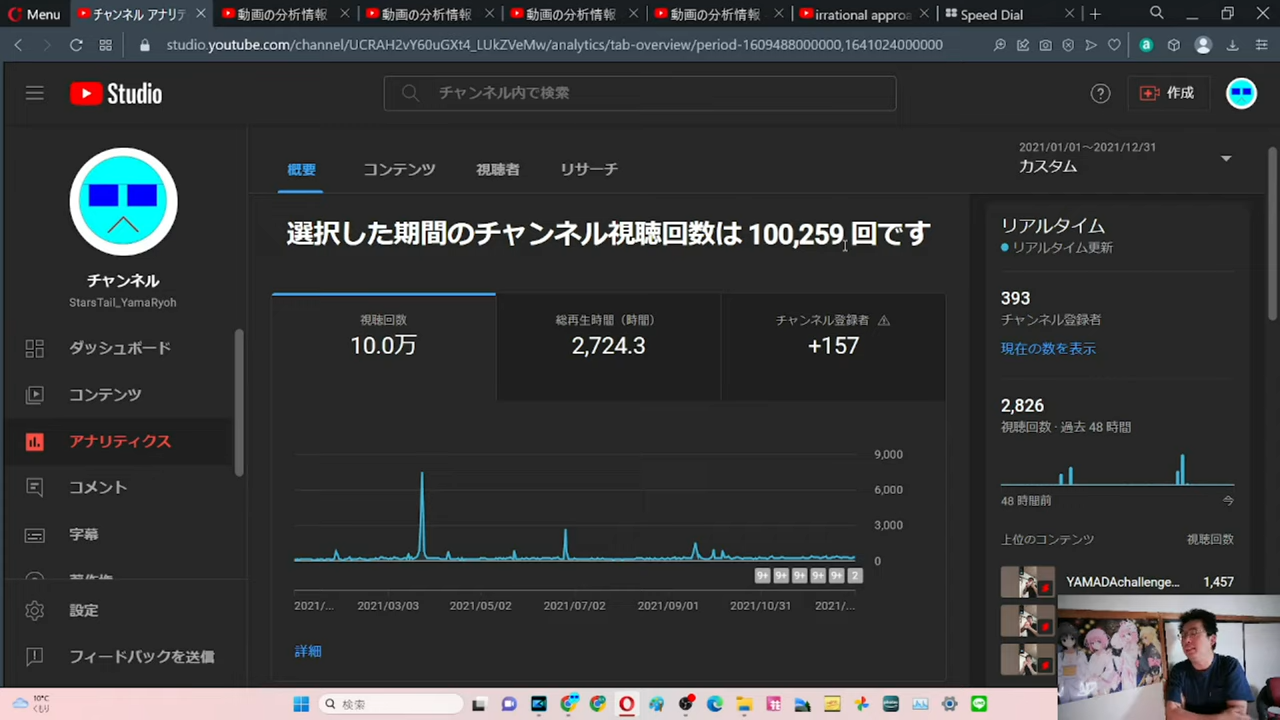 Menu
チャンネル アナリテ
動画の分析情報
動画の分析情報
動画の分析情報
動画の分析情報
irrational approa
Speed Dial
studio.youtube.com/channel/UCRAH2vY60uGXt4_LUkZVeMw/analytics/tab-overview/period-1609488000000,1641024000000
Studio
チャンネル内で検索
作成
チャンネル
StarsTail_YamaRyoh
ダッシュボード
コンテンツ
アナリティクス
コメント
字幕
設定
フィードバックを送信
概要
コンテンツ
視聴者
リサーチ
2021/01/01～2021/12/31
カスタム
選択した期間のチャンネル視聴回数は 100,259 回です
視聴回数
10.0万
総再生時間（時間）
2,724.3
チャンネル登録者
+157
9,000
6,000
3,000
0
9+ 9+ 9+ 9+ 9+ 2
2021/...
2021/03/03
2021/05/02
2021/07/02
2021/09/01
2021/10/31
2021/...
詳細
リアルタイム
リアルタイム更新
393
チャンネル登録者
現在の数を表示
2,826
視聴回数 · 過去 48 時間
48 時間前
今
上位のコンテンツ
視聴回数
YAMADAchallenge...
1,457
10°C
くもり
検索